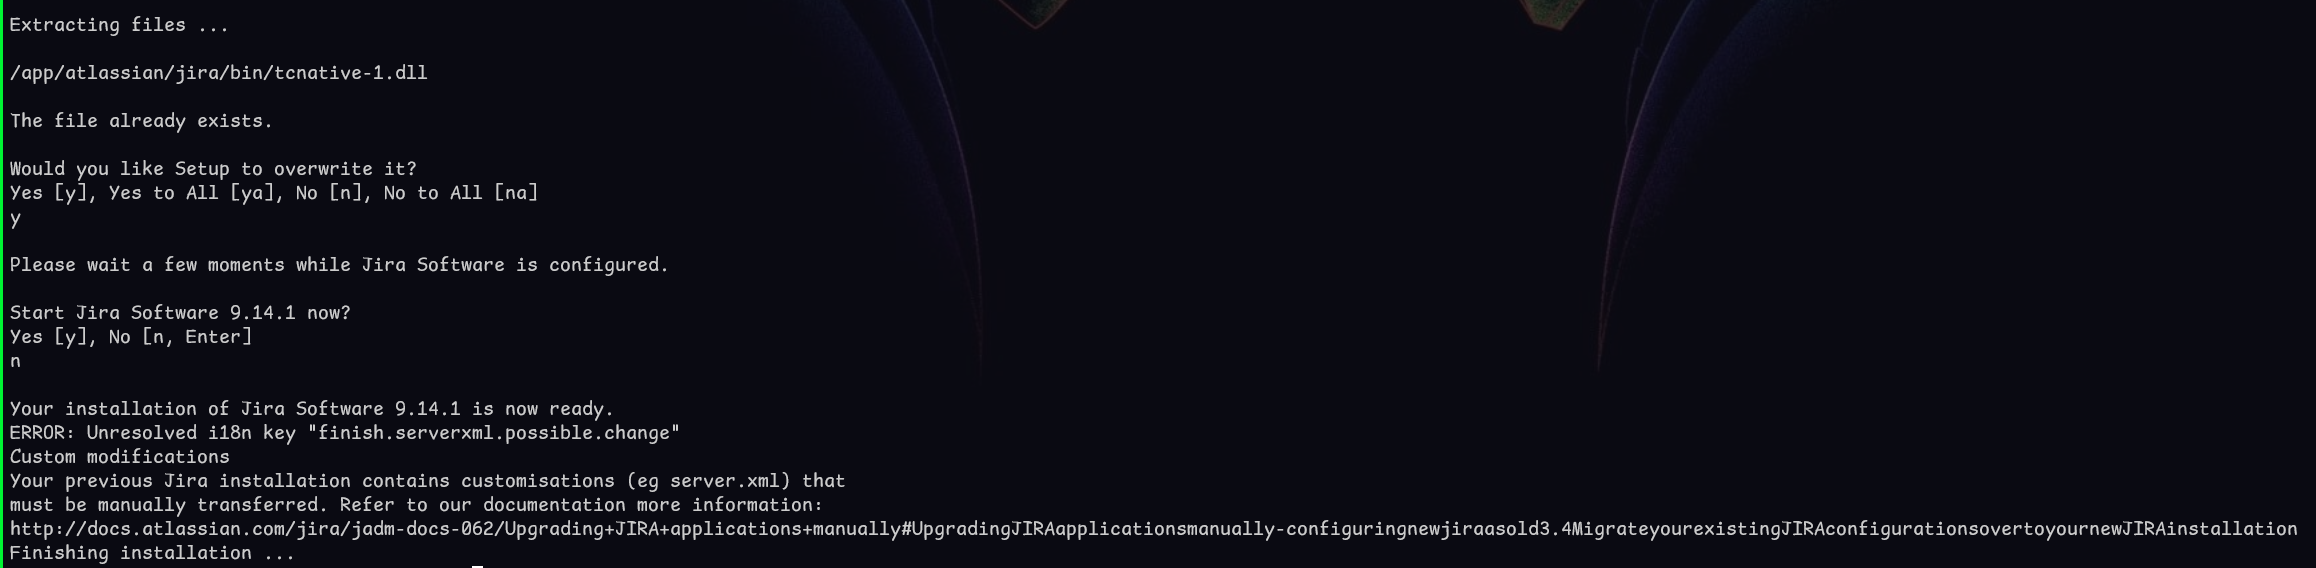 Extracting files ...
/app/atlassian/jira/bin/tcnative-1.dll
The file already exists.
Would you like Setup to overwrite it?
Yes [y], Yes to All [ya], No [n], No to All [na]
y
Please wait a few moments while Jira Software is configured.
Start Jira Software 9.14.1 now?
Yes [y], No [n, Enter]
n
Your installation of Jira Software 9.14.1 is now ready.
ERROR: Unresolved i18n key "finish.serverxml.possible.change"
Custom modifications
Your previous Jira installation contains customisations (eg server.xml) that
must be manually transferred. Refer to our documentation more information:
http://docs.atlassian.com/jira/jadm-docs-062/Upgrading+JIRA+applications+manually#UpgradingJIRAapplicationsmanually-configuringnewjiraasold3.4MigrateyourexistingJIRAconfigurationsovertoyournewJIRAinstallation
Finishing installation ...